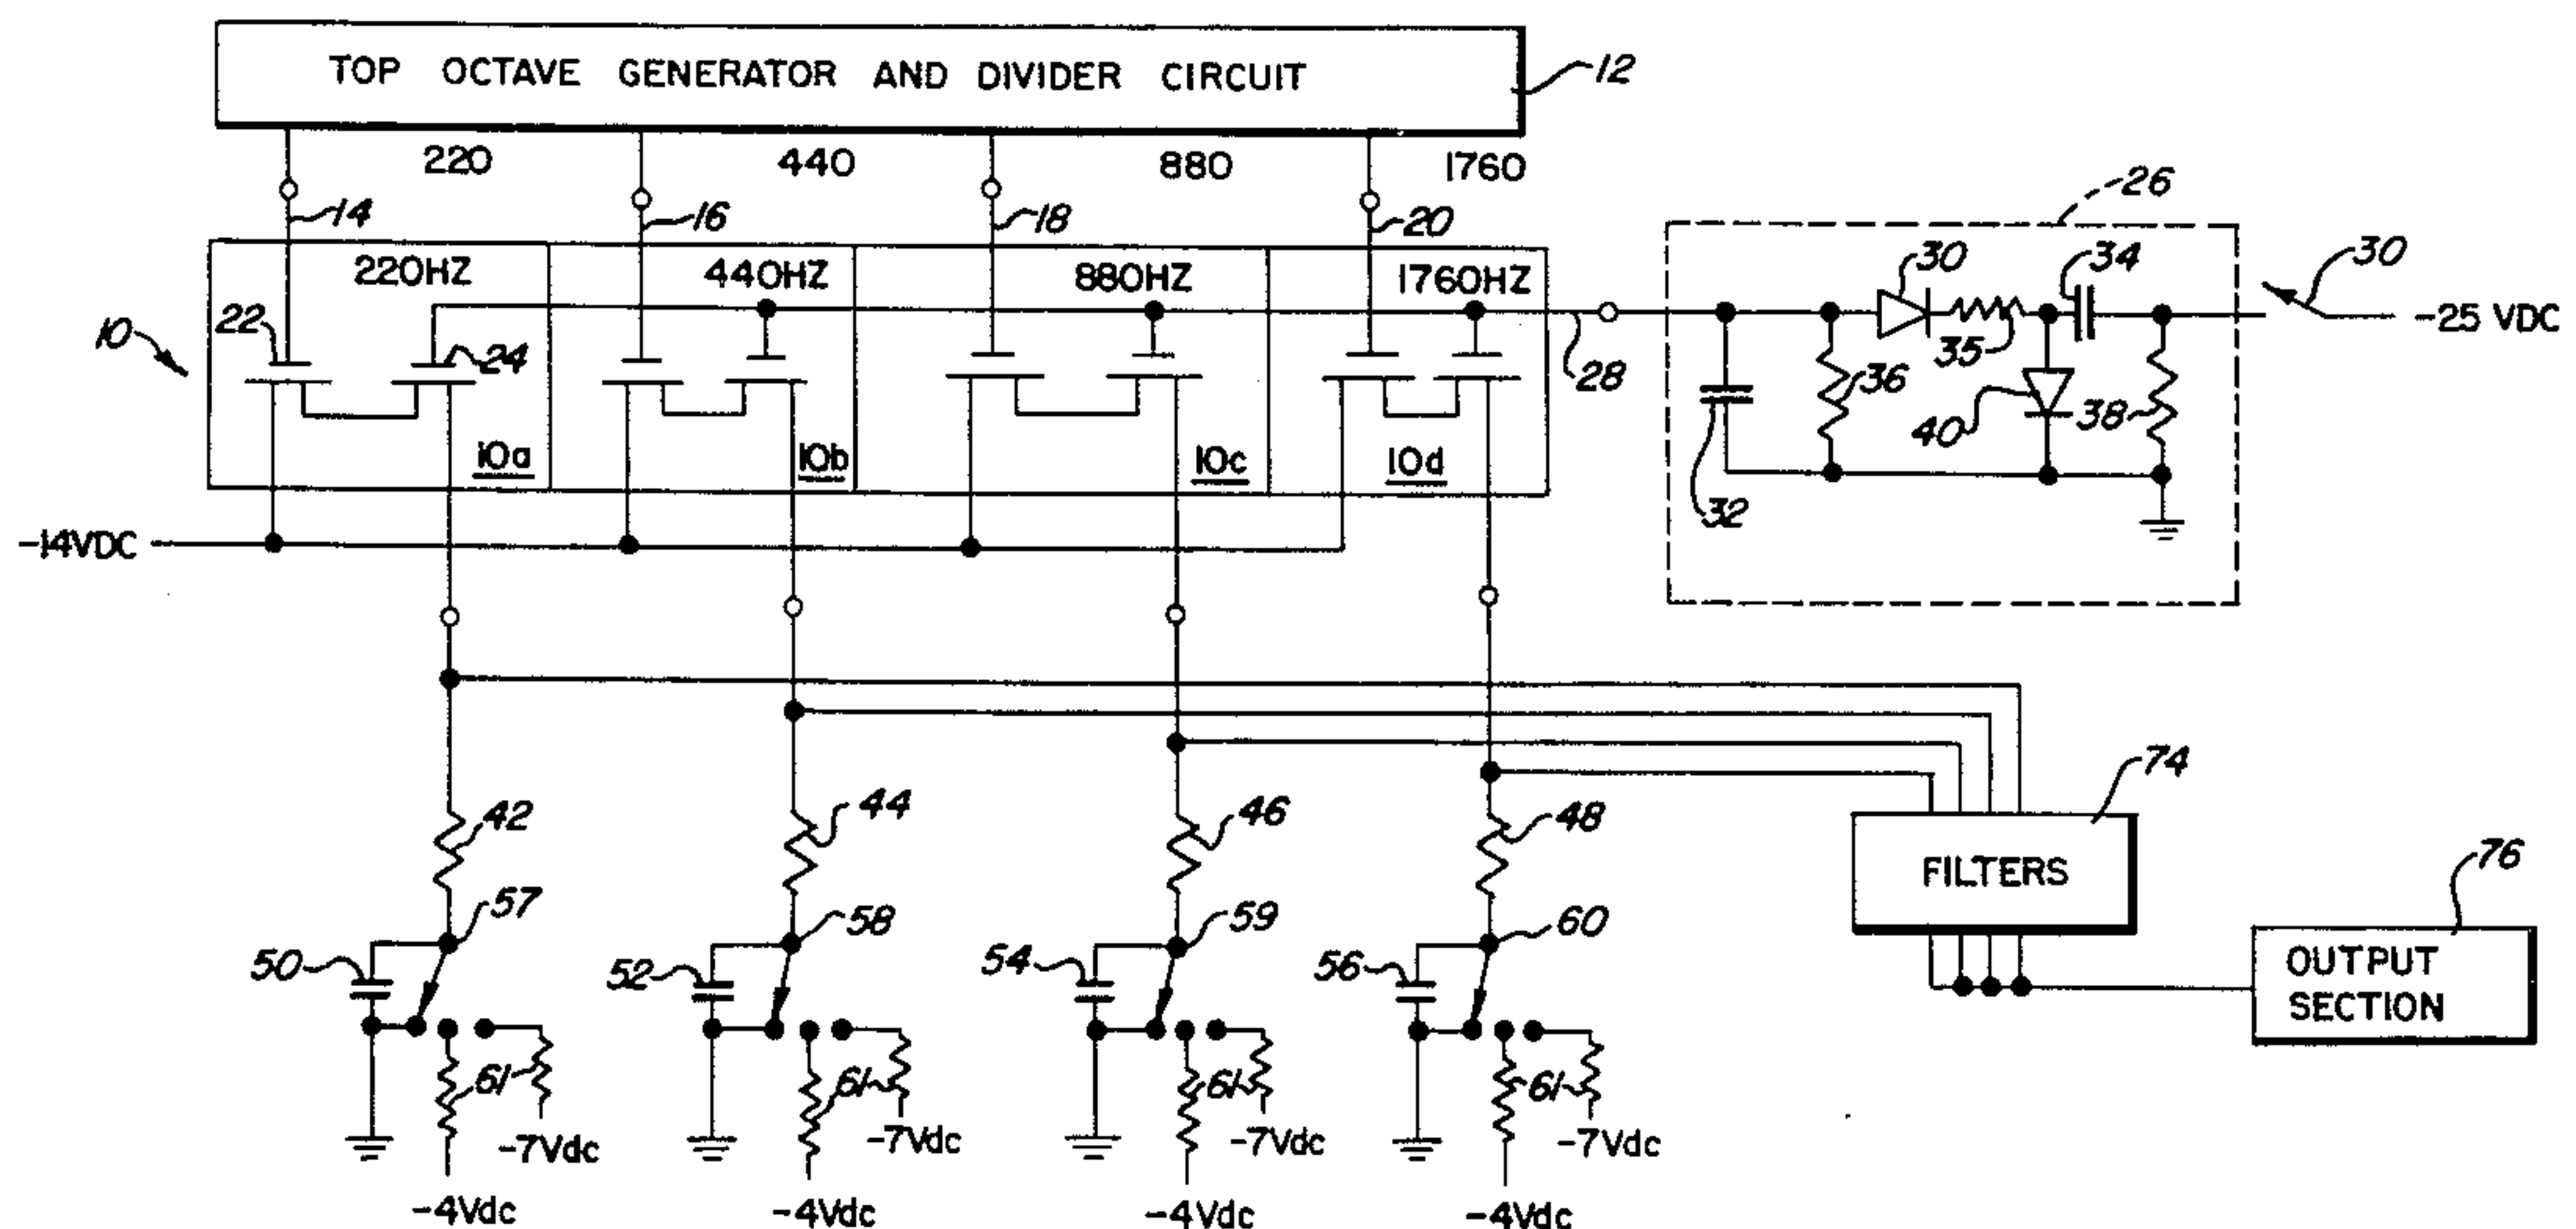 TOP OCTAVE GENERATOR AND DIVIDER CIRCUIT
12
220
440
880
1760
14
16
18
20
26
220HZ
440HZ
880HZ
1760HZ
30
34
30
-25 VDC
10
22
24
28
35
36
40
38
32
10a
10b
10c
10d
-14VDC
42
44
46
48
74
FILTERS
76
OUTPUT
SECTION
57
58
59
60
50
52
54
56
61
61
61
61
-7Vdc
-7Vdc
-7Vdc
-7Vdc
-4Vdc
-4Vdc
-4Vdc
-4Vdc